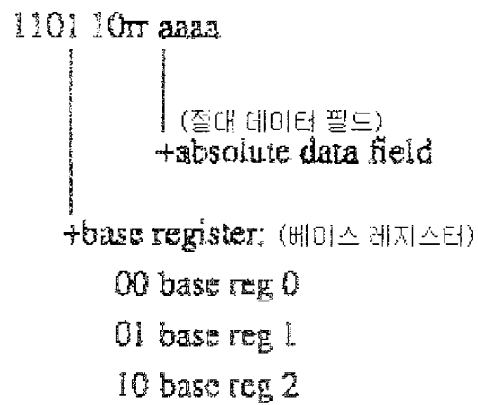 1101 10rr aaaa
(절대 데이터 필드)
+absolute data field
+base register; (베이스 레지스터)
00 base reg 0
01 base reg 1
10 base reg 2